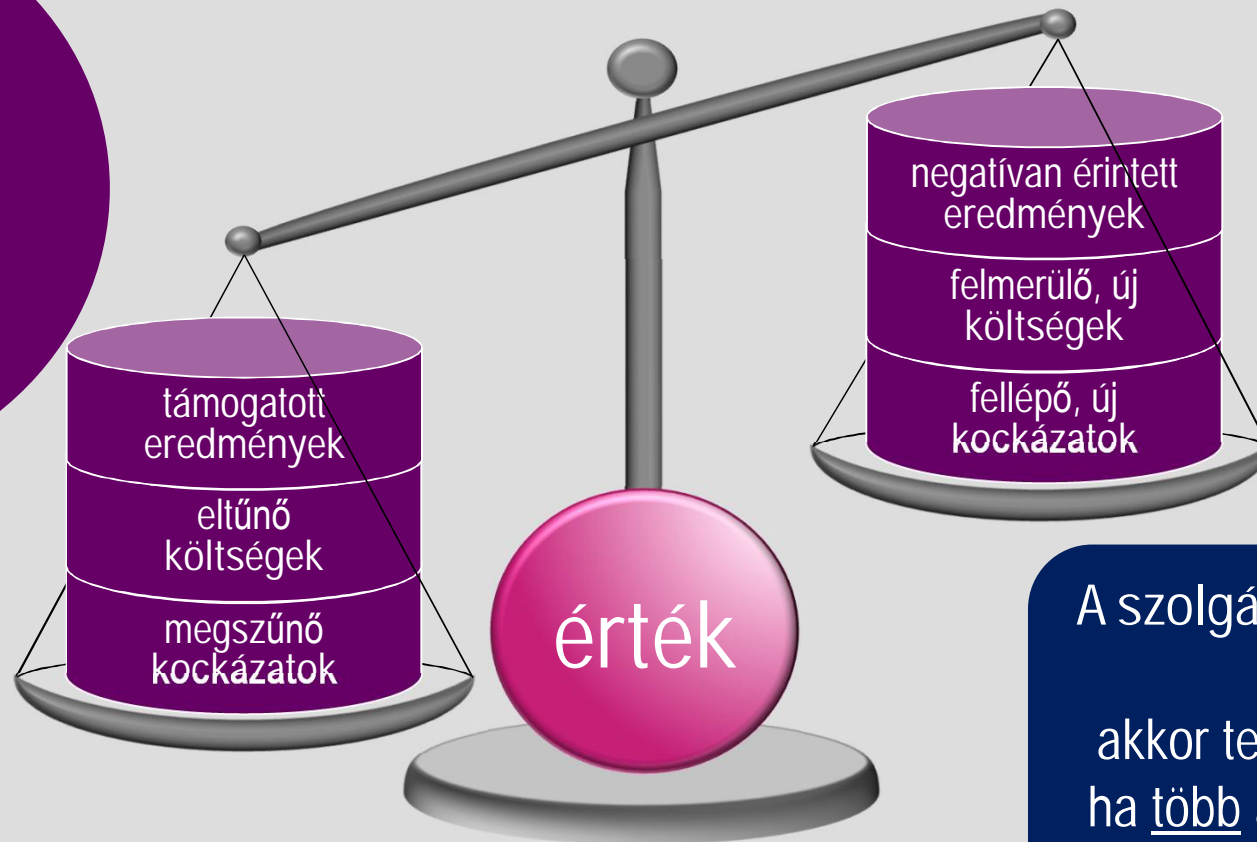 támogatott
eredmények
eltűnő
költségek
megszűnő
kockázatok
érték
negatívan érintett
eredmények
felmerülő, új
költségek
fellépő, új
kockázatok
A
akkor
ha több